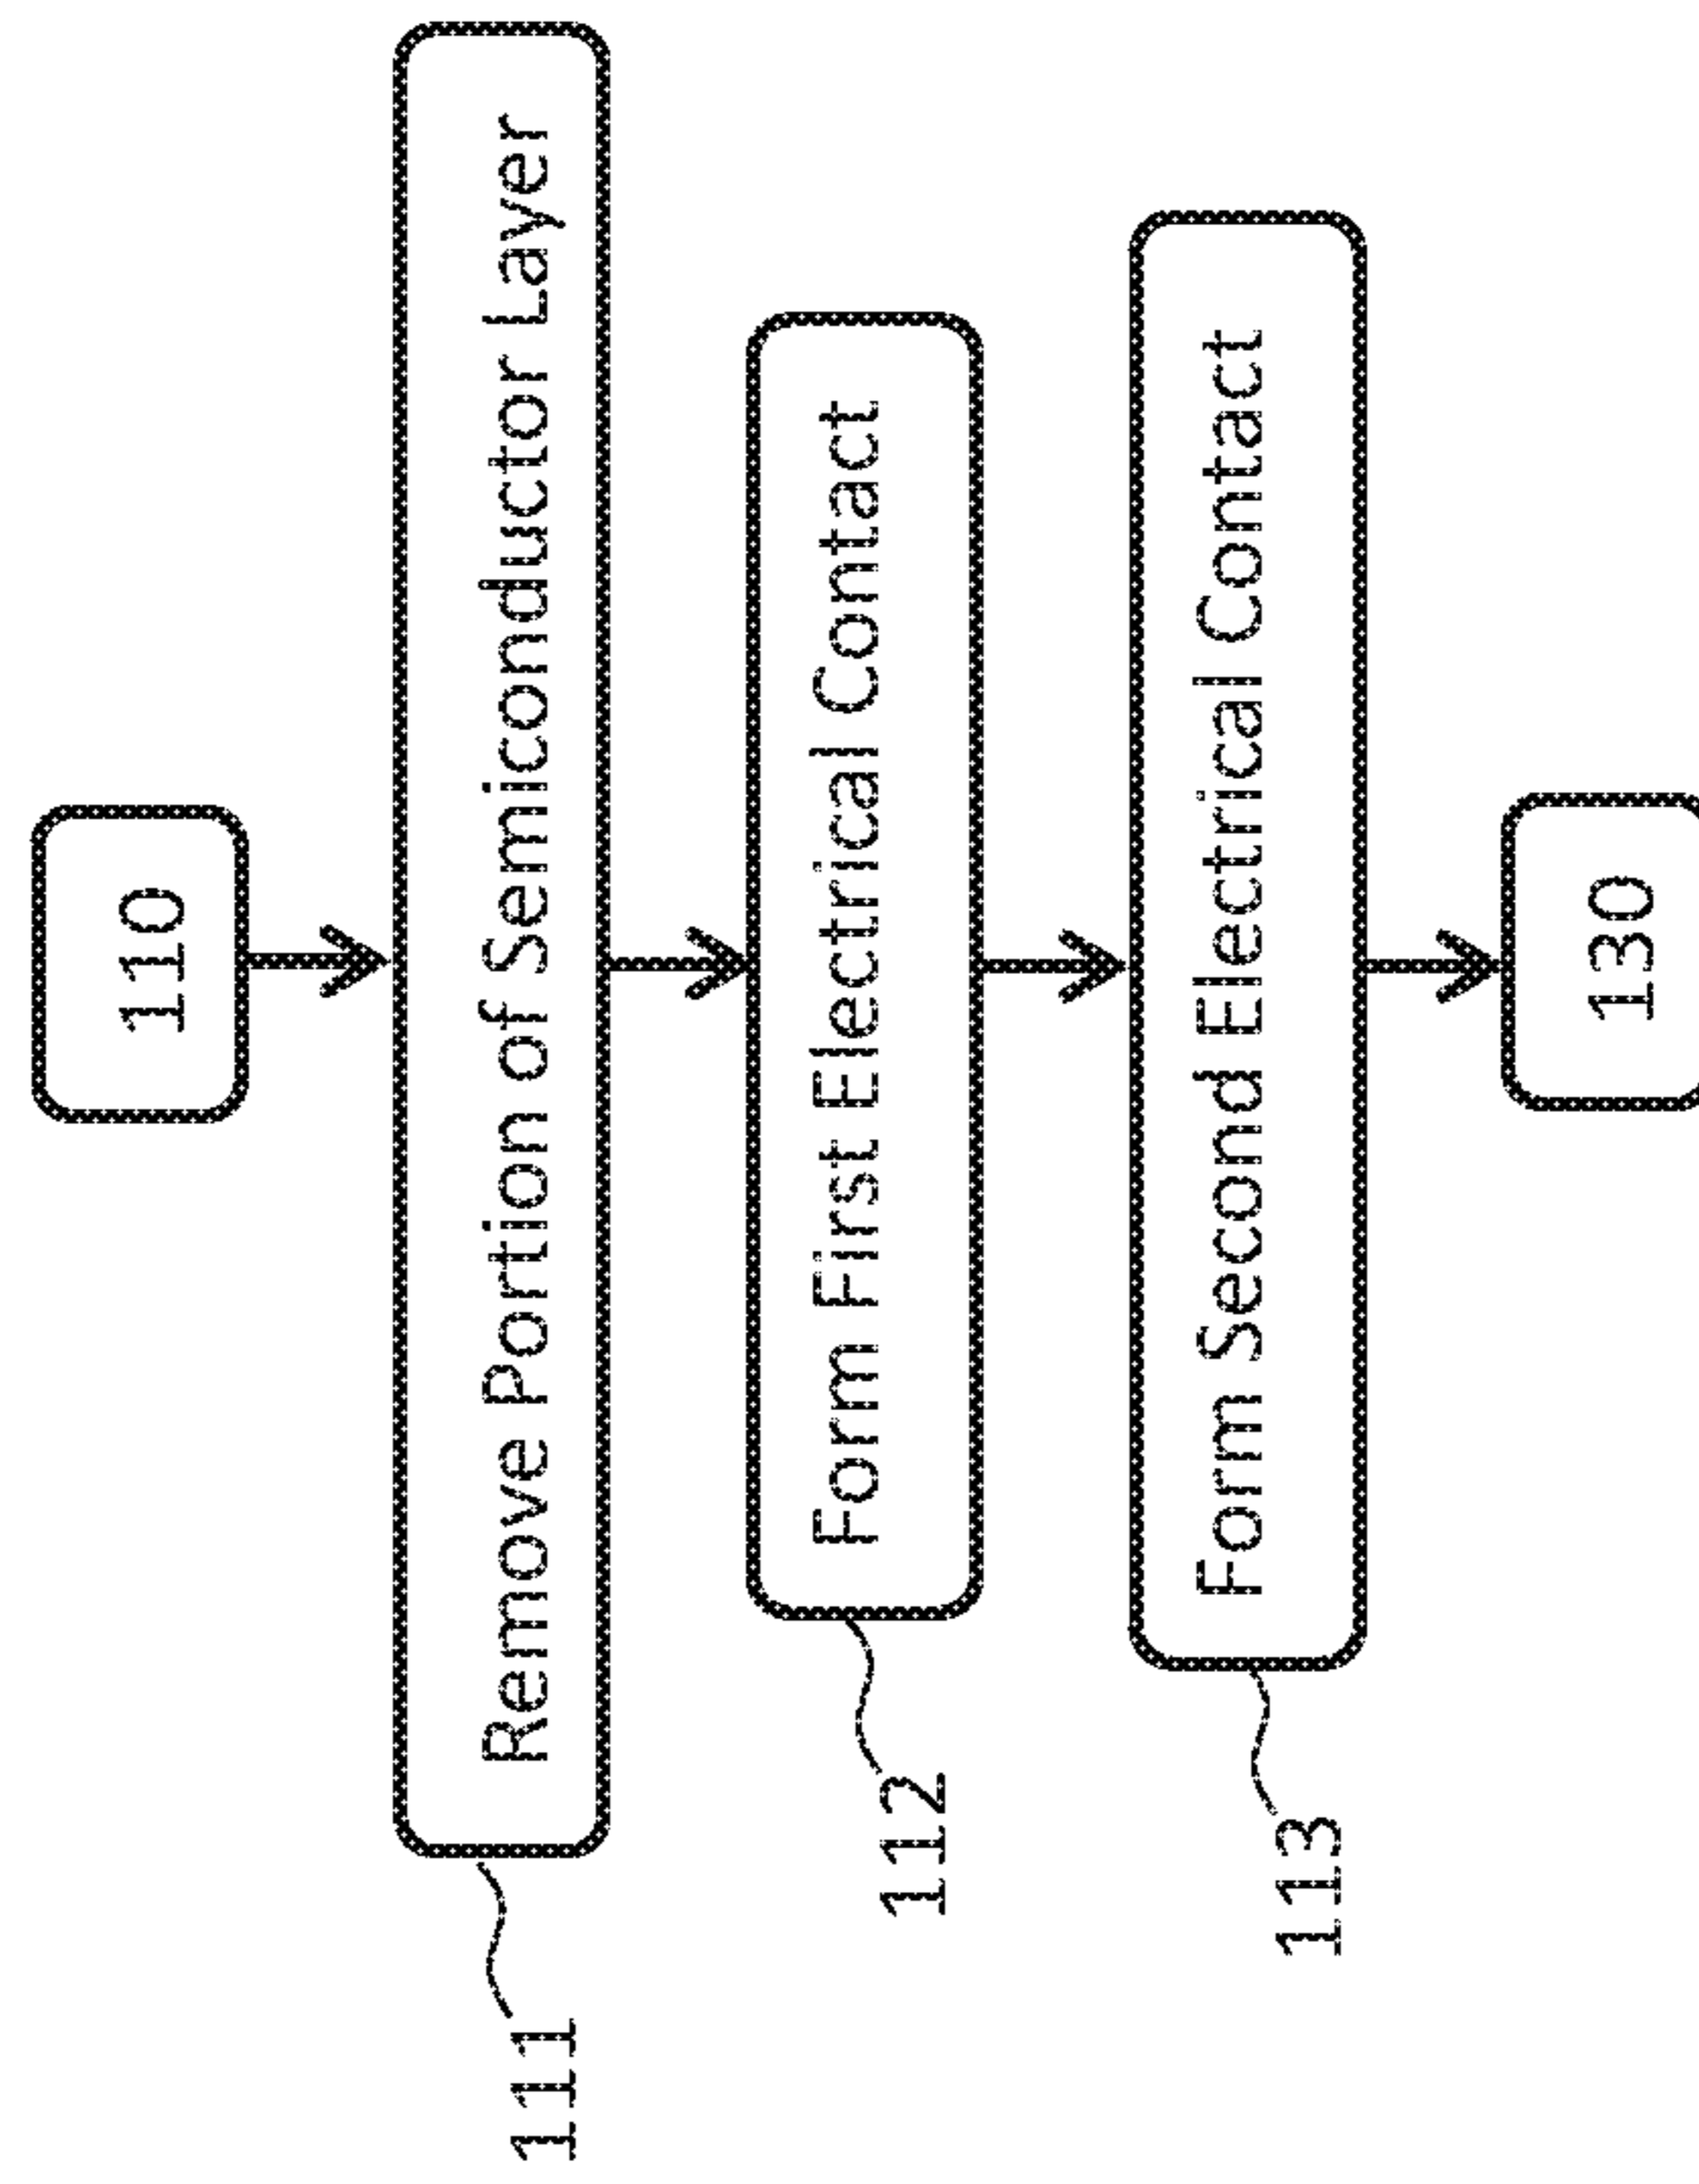 110
111
Remove Portion of Semiconductor Layer
112
Form First Electrical Contact
113
Form Second Electrical Contact
130